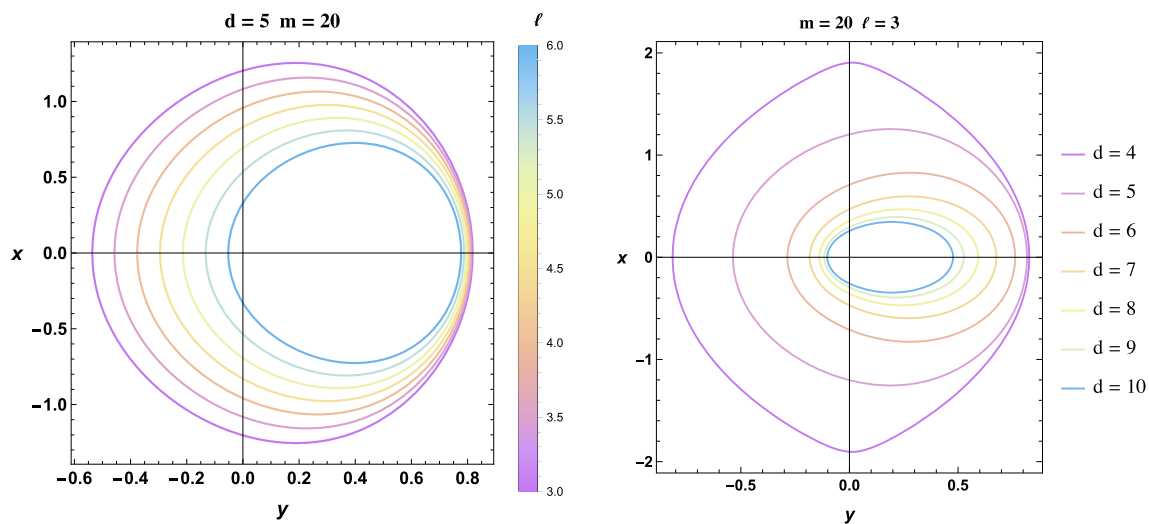 d = 5 m = 20
ℓ
6.0
5.5
5.0
4.5
4.0
3.5
3.0
1.0
0.5
0.0
−0.5
−1.0
x
−0.6 −0.4 −0.2 0.0 0.2 0.4 0.6 0.8
y
m = 20 ℓ = 3
2
1
0
−1
−2
x
−0.5 0.0 0.5
y
d = 4
d = 5
d = 6
d = 7
d = 8
d = 9
d = 10